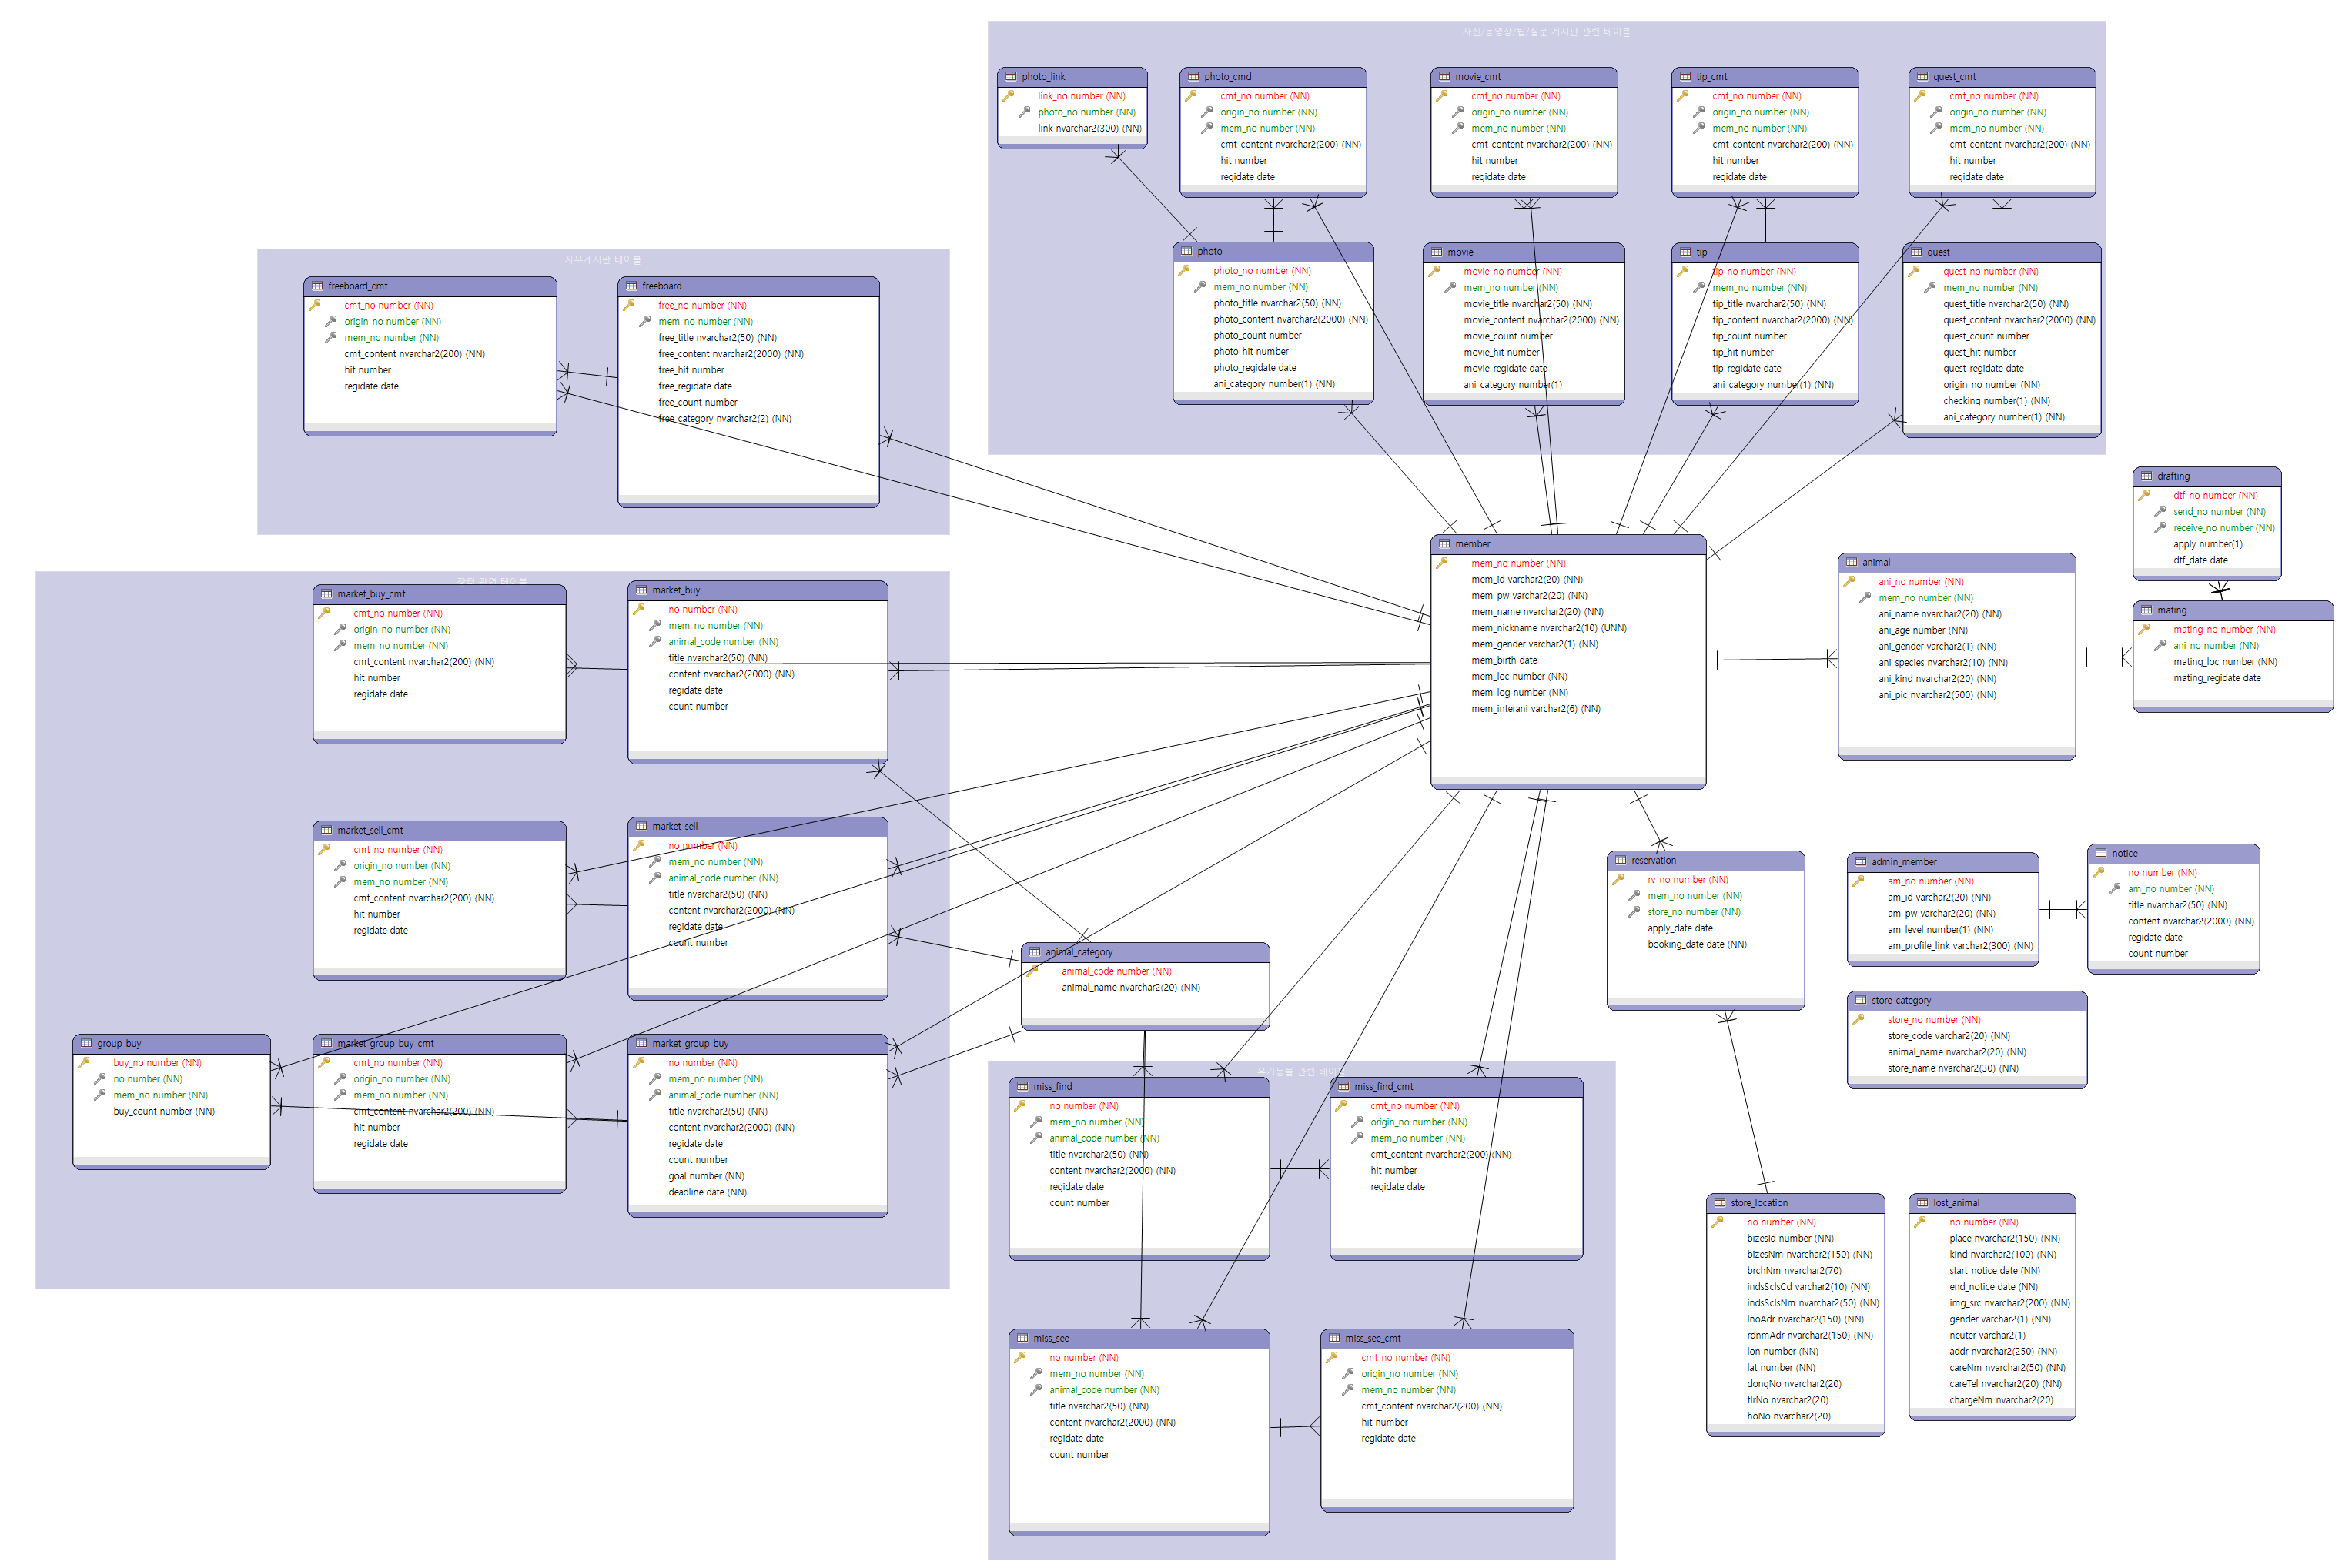 사진/동영상/팁/질문 게시판 관련 테이블
photo_link
link_no number (NN)
photo_no number (NN)
link nvarchar2(300) (NN)
photo_cmd
cmt_no number (NN)
origin_no number (NN)
mem_no number (NN)
cmt_content nvarchar2(200) (NN)
hit number
regidate date
movie_cmt
cmt_no number (NN)
origin_no number (NN)
mem_no number (NN)
cmt_content nvarchar2(200) (NN)
hit number
regidate date
tip_cmt
cmt_no number (NN)
origin_no number (NN)
mem_no number (NN)
cmt_content nvarchar2(200) (NN)
hit number
regidate date
quest_cmt
cmt_no number (NN)
origin_no number (NN)
mem_no number (NN)
cmt_content nvarchar2(200) (NN)
hit number
regidate date
photo
photo_no number (NN)
mem_no number (NN)
photo_title nvarchar2(50) (NN)
photo_content nvarchar2(2000) (NN)
photo_count number
photo_hit number
photo_regidate date
ani_category number(1) (NN)
movie
movie_no number (NN)
mem_no number (NN)
movie_title nvarchar2(50) (NN)
movie_content nvarchar2(2000) (NN)
movie_count number
movie_hit number
movie_regidate date
ani_category number(1)
tip
tip_no number (NN)
mem_no number (NN)
tip_title nvarchar2(50) (NN)
tip_content nvarchar2(2000) (NN)
tip_count number
tip_hit number
tip_regidate date
ani_category number(1) (NN)
quest
quest_no number (NN)
mem_no number (NN)
quest_title nvarchar2(50) (NN)
quest_content nvarchar2(2000) (NN)
quest_count number
quest_hit number
quest_regidate date
origin_no number (NN)
checking number(1) (NN)
ani_category number(1) (NN)
자유게시판 테이블
freeboard_cmt
cmt_no number (NN)
origin_no number (NN)
mem_no number (NN)
cmt_content nvarchar2(200) (NN)
hit number
regidate date
freeboard
free_no number (NN)
mem_no number (NN)
free_title nvarchar2(50) (NN)
free_content nvarchar2(2000) (NN)
free_hit number
free_regidate date
free_count number
free_category nvarchar2(2) (NN)
drafting
dtf_no number (NN)
send_no number (NN)
receive_no number (NN)
apply number(1)
dtf_date date
member
mem_no number (NN)
mem_id varchar2(20) (NN)
mem_pw varchar2(20) (NN)
mem_name nvarchar2(20) (NN)
mem_nickname nvarchar2(10) (UNN)
mem_gender varchar2(1) (NN)
mem_birth date
mem_loc number (NN)
mem_log number (NN)
mem_interani varchar2(6) (NN)
animal
ani_no number (NN)
mem_no number (NN)
ani_name nvarchar2(20) (NN)
ani_age number (NN)
ani_gender varchar2(1) (NN)
ani_species nvarchar2(10) (NN)
ani_kind nvarchar2(20) (NN)
ani_pic nvarchar2(500) (NN)
mating
mating_no number (NN)
ani_no number (NN)
mating_loc number (NN)
mating_regidate date
장터 관련 테이블
market_buy_cmt
cmt_no number (NN)
origin_no number (NN)
mem_no number (NN)
cmt_content nvarchar2(200) (NN)
hit number
regidate date
market_buy
no number (NN)
mem_no number (NN)
animal_code number (NN)
title nvarchar2(50) (NN)
content nvarchar2(2000) (NN)
regidate date
count number
market_sell_cmt
cmt_no number (NN)
origin_no number (NN)
mem_no number (NN)
cmt_content nvarchar2(200) (NN)
hit number
regidate date
market_sell
no number (NN)
mem_no number (NN)
animal_code number (NN)
title nvarchar2(50) (NN)
content nvarchar2(2000) (NN)
regidate date
count number
reservation
rv_no number (NN)
mem_no number (NN)
store_no number (NN)
apply_date date
booking_date date (NN)
admin_member
am_no number (NN)
am_id varchar2(20) (NN)
am_pw varchar2(20) (NN)
am_level number(1) (NN)
am_profile_link varchar2(300) (NN)
notice
no number (NN)
am_no number (NN)
title nvarchar2(50) (NN)
content nvarchar2(2000) (NN)
regidate date
count number
animal_category
animal_code number (NN)
animal_name nvarchar2(20) (NN)
store_category
store_no number (NN)
store_code varchar2(20) (NN)
animal_name nvarchar2(20) (NN)
store_name nvarchar2(30) (NN)
group_buy
buy_no number (NN)
no number (NN)
mem_no number (NN)
buy_count number (NN)
market_group_buy_cmt
cmt_no number (NN)
origin_no number (NN)
mem_no number (NN)
cmt_content nvarchar2(200) (NN)
hit number
regidate date
market_group_buy
no number (NN)
mem_no number (NN)
animal_code number (NN)
title nvarchar2(50) (NN)
content nvarchar2(2000) (NN)
regidate date
count number
goal number (NN)
deadline date (NN)
유기동물 관련 테이블
miss_find
no number (NN)
mem_no number (NN)
animal_code number (NN)
title nvarchar2(50) (NN)
content nvarchar2(2000) (NN)
regidate date
count number
miss_find_cmt
cmt_no number (NN)
origin_no number (NN)
mem_no number (NN)
cmt_content nvarchar2(200) (NN)
hit number
regidate date
store_location
no number (NN)
bizesId number (NN)
bizesNm nvarchar2(150) (NN)
brchNm nvarchar2(70)
indsSclsCd varchar2(10) (NN)
indsSclsNm nvarchar2(50) (NN)
lnoAdr nvarchar2(150) (NN)
rdnmAdr nvarchar2(150) (NN)
lon number (NN)
lat number (NN)
dongNo nvarchar2(20)
flrNo nvarchar2(20)
hoNo nvarchar2(20)
lost_animal
no number (NN)
place nvarchar2(150) (NN)
kind nvarchar2(100) (NN)
start_notice date (NN)
end_notice date (NN)
img_src nvarchar2(200) (NN)
gender varchar2(1) (NN)
neuter varchar2(1)
addr nvarchar2(250) (NN)
careNm nvarchar2(50) (NN)
careTel nvarchar2(20) (NN)
chargeNm nvarchar2(20)
miss_see
no number (NN)
mem_no number (NN)
animal_code number (NN)
title nvarchar2(50) (NN)
content nvarchar2(2000) (NN)
regidate date
count number
miss_see_cmt
cmt_no number (NN)
origin_no number (NN)
mem_no number (NN)
cmt_content nvarchar2(200) (NN)
hit number
regidate date